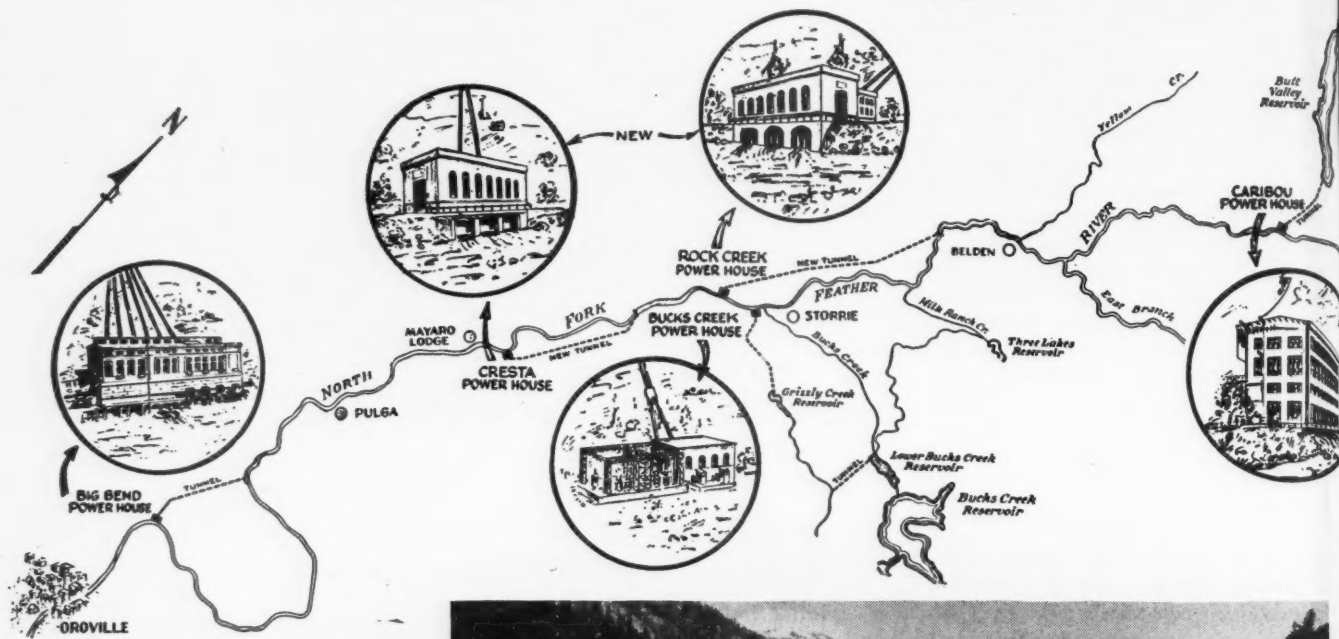 N
NEW
Butt
Valley
Reservoir
Yellow Cr.
CARIBOU
POWER HOUSE
TUNNEL
ROCK CREEK
POWER HOUSE
NEW TUNNEL
BELDEN
RIVER
East Branch
FEATHER
STORRIE
BUCKS CREEK
POWER HOUSE
Milk Ranch Cr.
Three Lakes
Reservoir
MAYARO
LODGE
FORK
NEW TUNNEL
CRESTA
POWER HOUSE
NORTH
PULGA
Bucks Creek
Grizzly Creek
Reservoir
Tunnel
Lower Bucks Creek
Reservoir
Bucks Creek
Reservoir
BIG BEND
POWER HOUSE
TUNNEL
OROVILLE